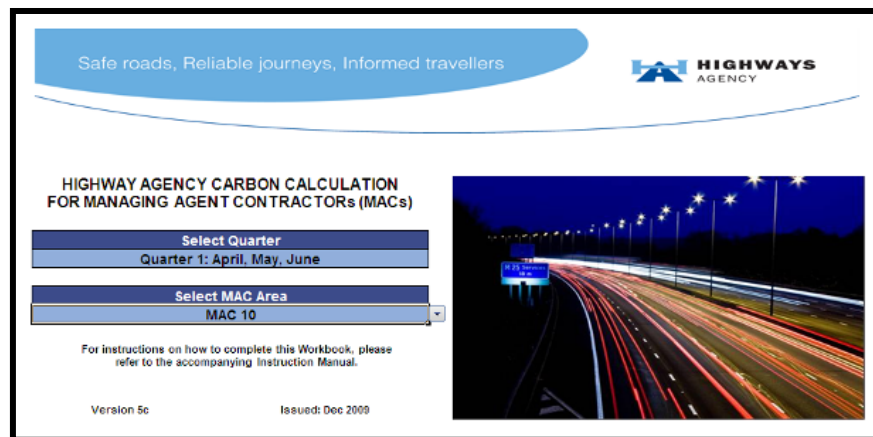 Safe roads, Reliable journeys, Informed travellers
HIGHWAYS
AGENCY
HIGHWAY AGENCY CARBON CALCULATION
FOR MANAGING AGENT CONTRACTORs (MACs)
Select Quarter
Quarter 1: April, May, June
Select MAC Area
MAC 10
For instructions on how to complete this Workbook, please
refer to the accompanying Instruction Manual.
Version 5c
Issued: Dec 2009
Services